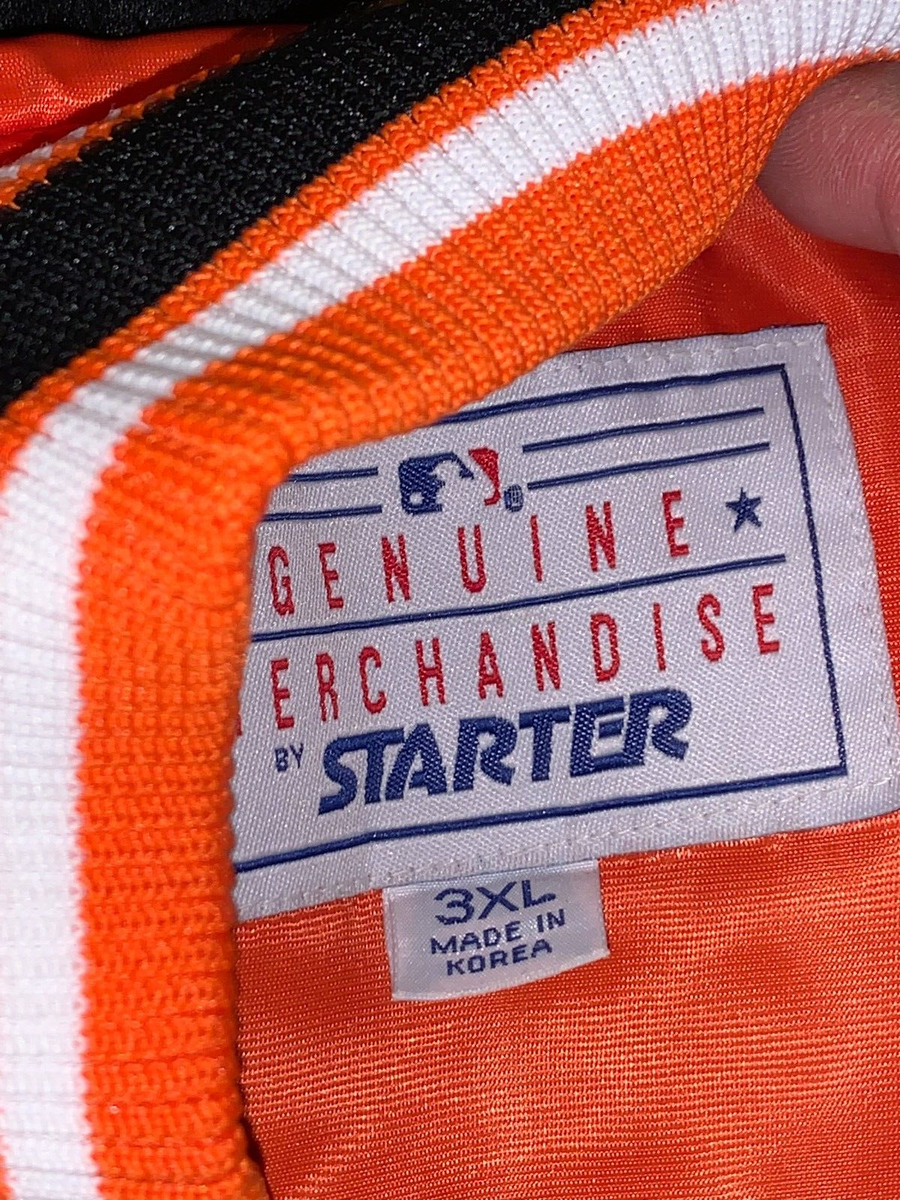 GENUINE
ERCHANDISE
BY STARTER
3XL
MADE IN
KOREA